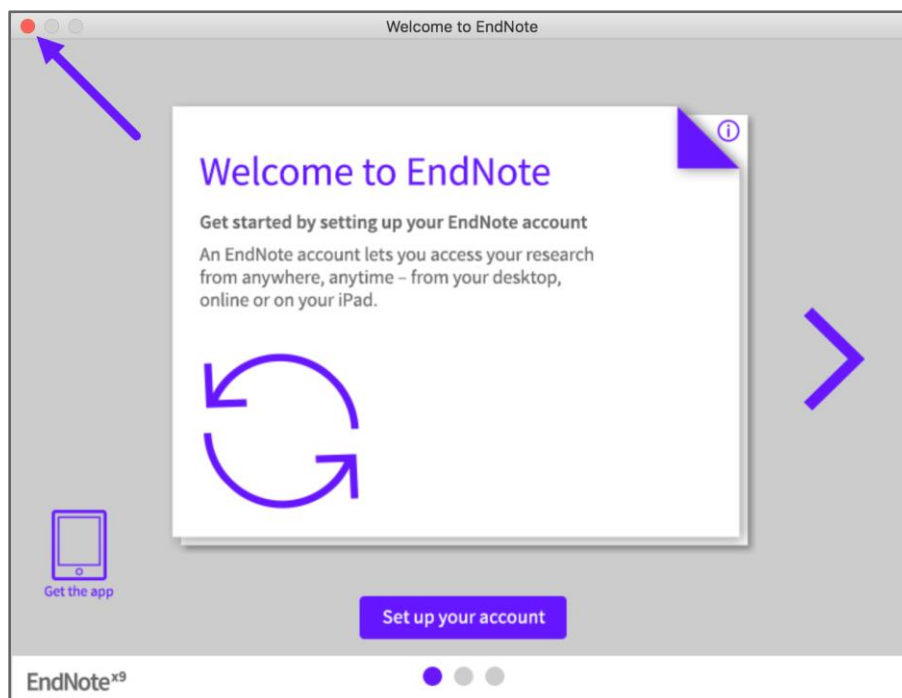 Welcome to EndNote
Welcome to EndNote
Get started by setting up your EndNote account
An EndNote account lets you access your research
from anywhere, anytime – from your desktop,
online or on your iPad.
Get the app
Set up your account
EndNote x9